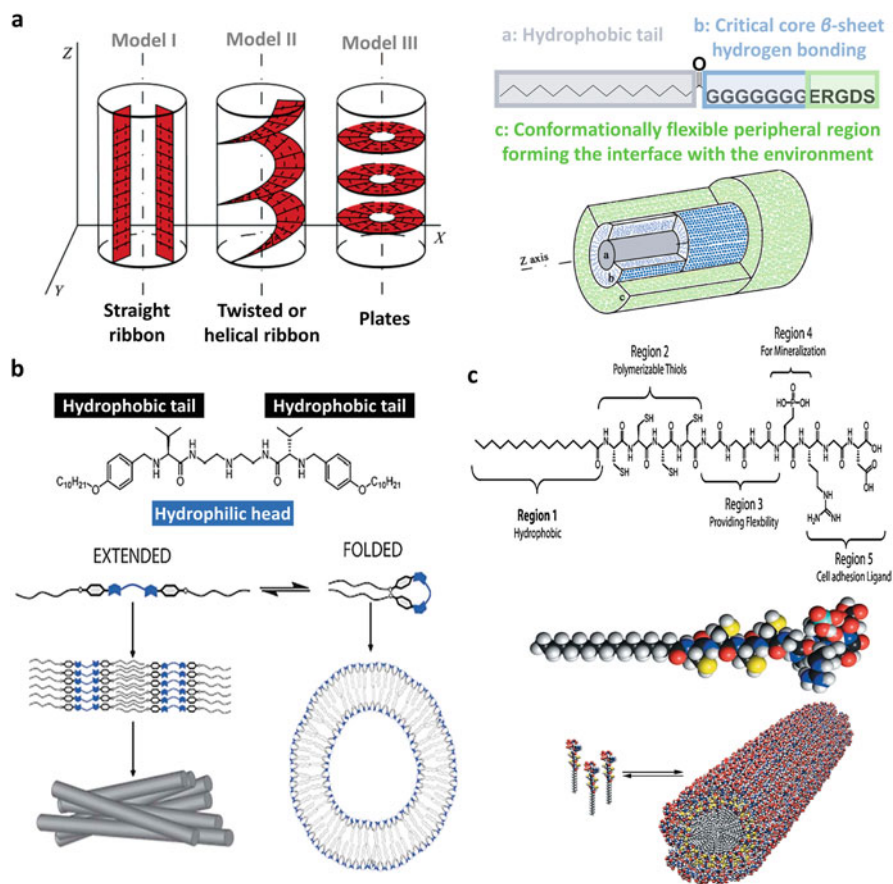 a
Model I
Model II
Model III
Z
X
Y
Straight
ribbon
Twisted or
helical ribbon
Plates
a: Hydrophobic tail
b: Critical core β-sheet
hydrogen bonding
O
GGGGGGGERGDS
c: Conformationally flexible peripheral region
forming the interface with the environment
Z axis
a
b
c
b
Hydrophobic tail
Hydrophobic tail
H
N
N
H
O
H
N
N
H
O
H
N
N
H
C10H21
O
O
C10H21
Hydrophilic head
EXTENDED
FOLDED
c
Region 2
Polymerizable Thiols
Region 4
For Mineralization
Region 1
Hydrophobic
Region 3
Providing Flexbility
Region 5
Cell adhesion Ligand